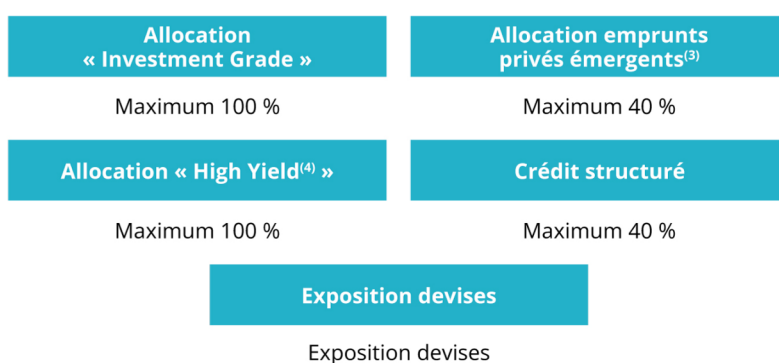 Allocation
« Investment Grade »
Maximum 100 %
Allocation emprunts
privés émergents(3)
Maximum 40 %
Allocation « High Yield(4) »
Maximum 100 %
Crédit structuré
Maximum 40 %
Exposition devises
Exposition devises